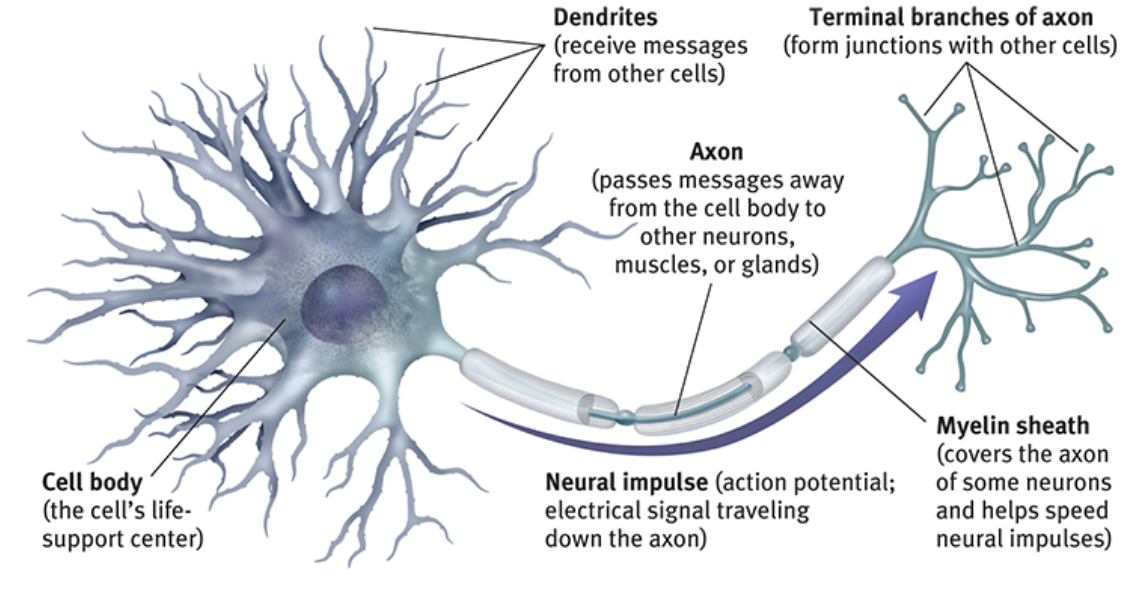 Dendrites
(receive messages
from other cells)
Terminal branches of axon
(form junctions with other cells)
Axon
(passes messages away
from the cell body to
other neurons,
muscles, or glands)
Cell body
(the cell’s life-
support center)
Neural impulse (action potential;
electrical signal traveling
down the axon)
Myelin sheath
(covers the axon
of some neurons
and helps speed
neural impulses)